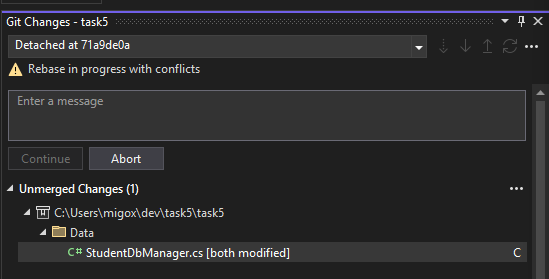 Git Changes - task5
Detached at 71a9de0a
Rebase in progress with conflicts
Enter a message
Continue
Abort
Unmerged Changes (1)
C:\Users\migox\dev\task5\task5
Data
C# StudentDbManager.cs [both modified] C